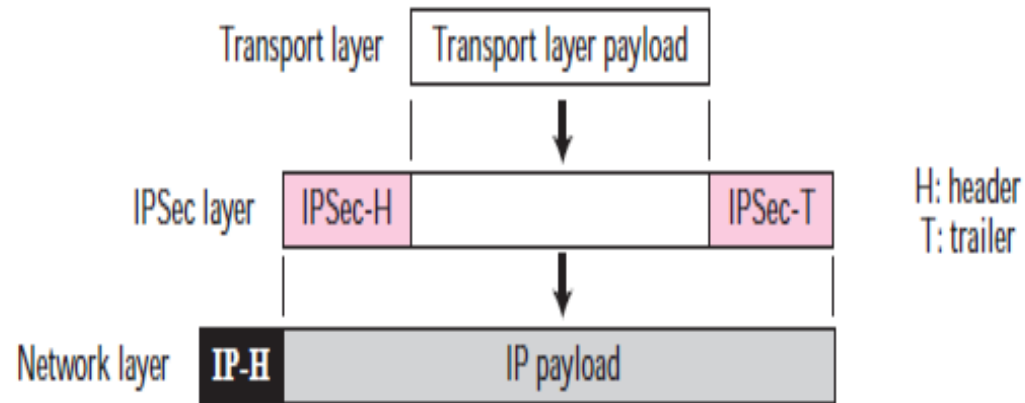 Transport layer
Transport layer payload
IPSec layer
IPSec-H
IPSec-T
H: header
T: trailer
Network layer
IP-H
IP payload